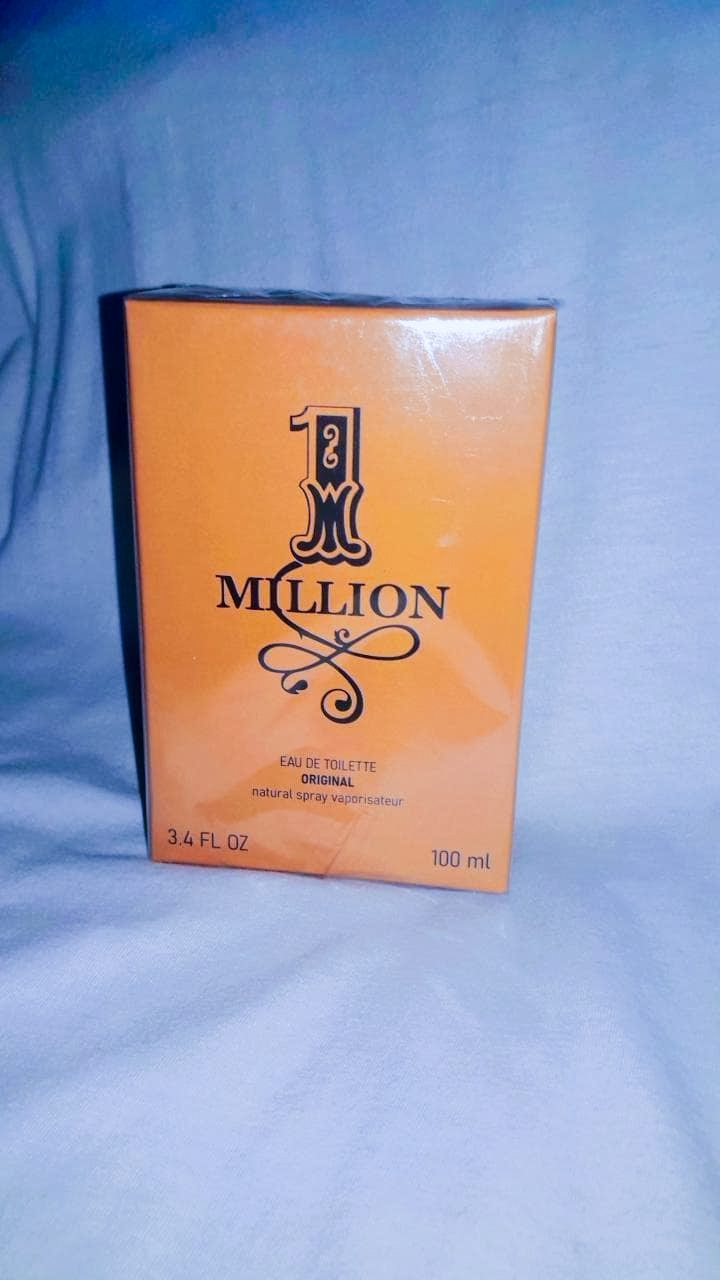 1
MILLION
EAU DE TOILETTE
ORIGINAL
natural spray vaporisateur
3.4 FL OZ
100 ml